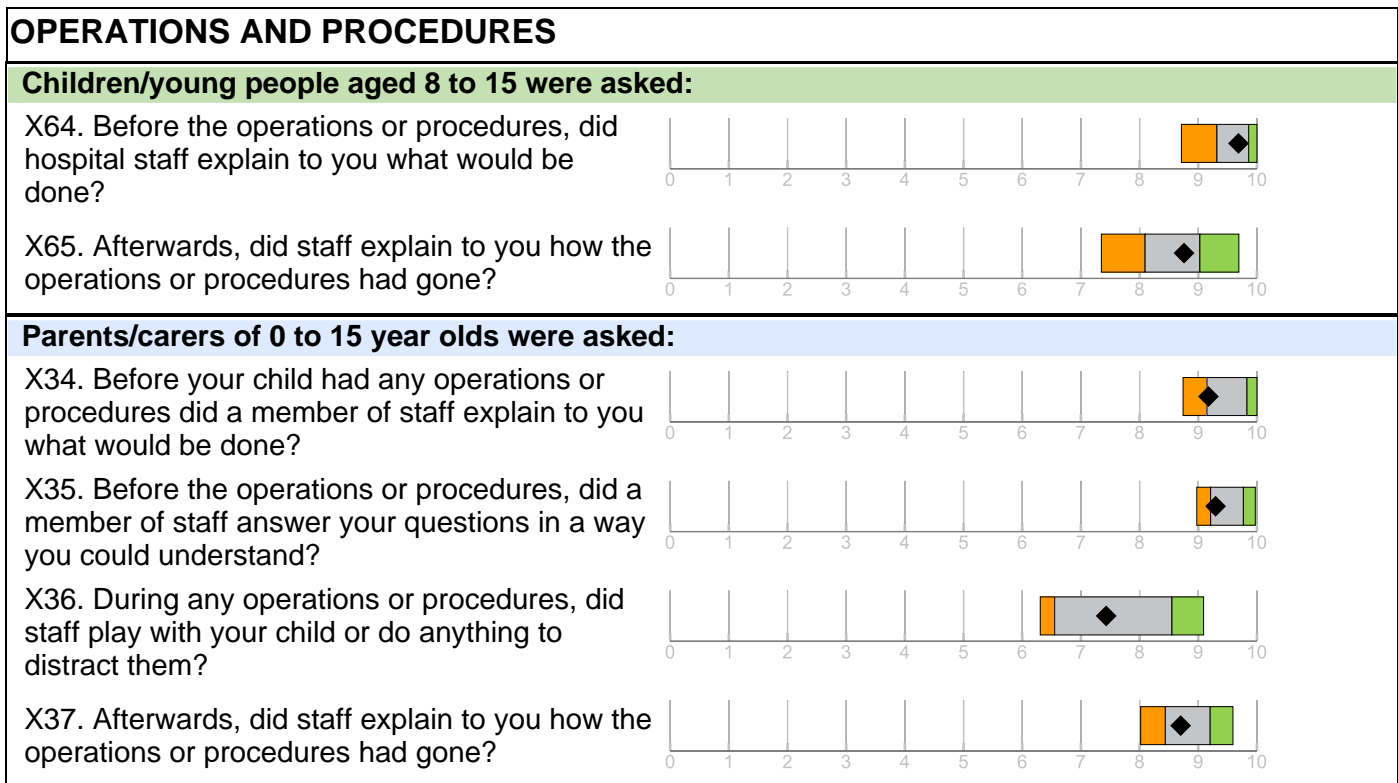 OPERATIONS AND PROCEDURES
Children/young people aged 8 to 15 were asked:
X64. Before the operations or procedures, did
hospital staff explain to you what would be
done?
0 1 2 3 4 5 6 7 8 9 10
X65. Afterwards, did staff explain to you how the
operations or procedures had gone?
0 1 2 3 4 5 6 7 8 9 10
Parents/carers of 0 to 15 year olds were asked:
X34. Before your child had any operations or
procedures did a member of staff explain to you
what would be done?
0 1 2 3 4 5 6 7 8 9 10
X35. Before the operations or procedures, did a
member of staff answer your questions in a way
you could understand?
0 1 2 3 4 5 6 7 8 9 10
X36. During any operations or procedures, did
staff play with your child or do anything to
distract them?
0 1 2 3 4 5 6 7 8 9 10
X37. Afterwards, did staff explain to you how the
operations or procedures had gone?
0 1 2 3 4 5 6 7 8 9 10